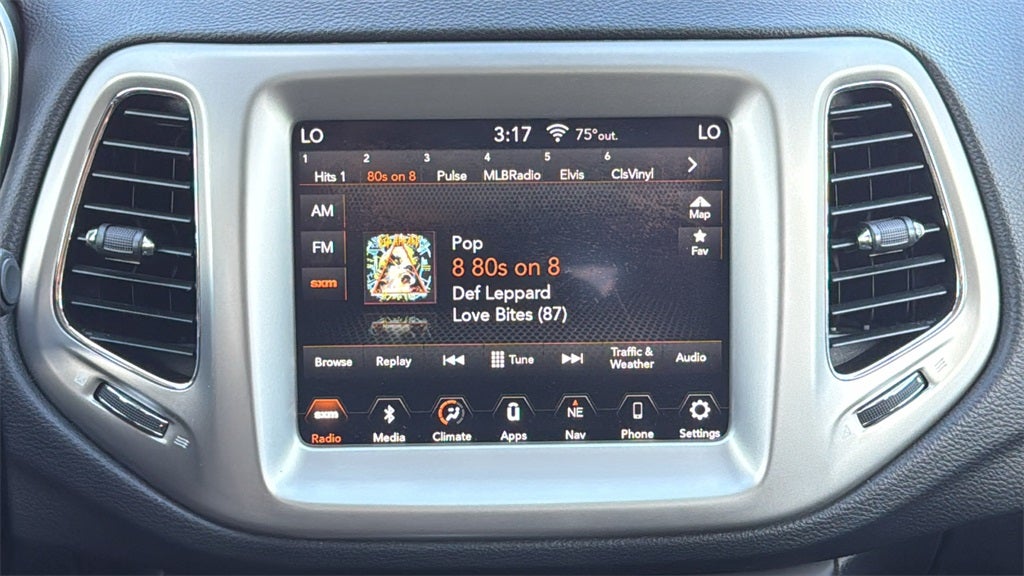 LO 3:17 75°out. LO
1 2 3 4 5 6
Hits 1 80s on 8 Pulse MLBRadio Elvis ClsVinyl
AM
FM
sxm
Map
Fav
Pop
8 80s on 8
Def Leppard
Love Bites (87)
Browse Replay Tune Traffic & Weather Audio
sxm NE
Radio Media Climate Apps Nav Phone Settings